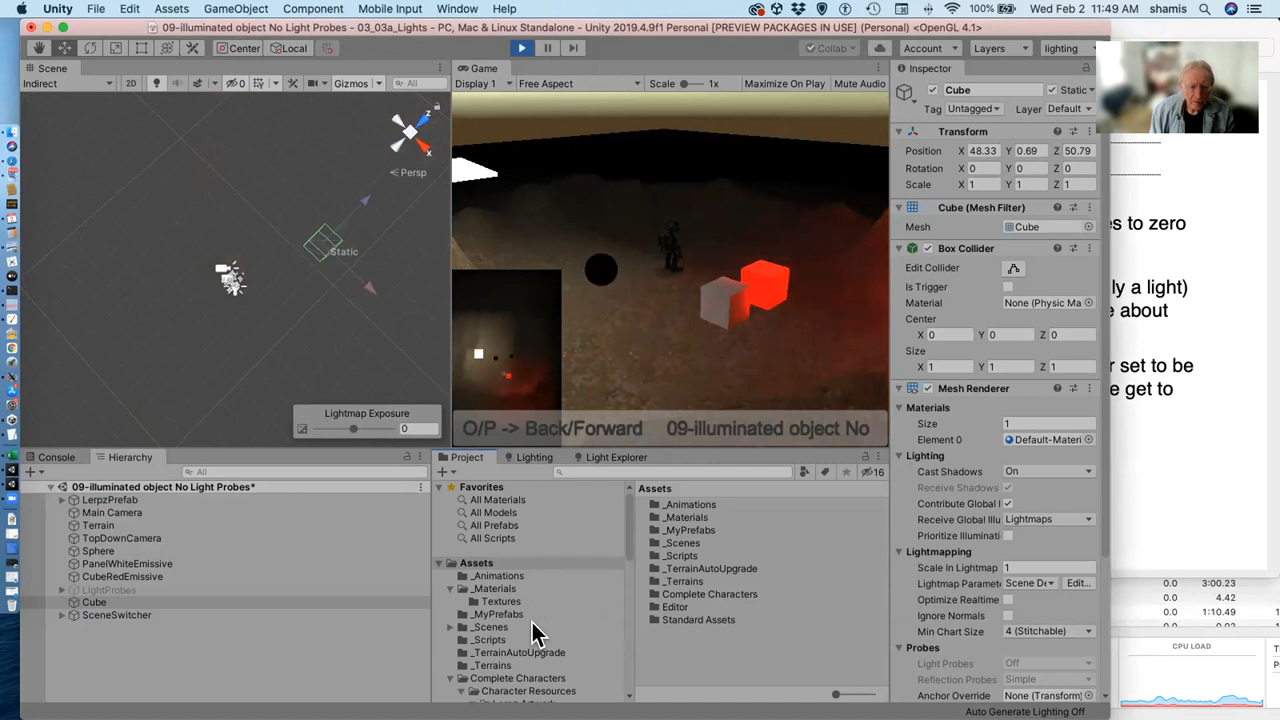 Unity File Edit Assets GameObject Component Window Help 100% Wed Feb 2 11:49 AM shamis
09-illuminated object No Light Probes - 03_03a_Lights - PC, Mac & Linux Standalone - Unity 2019.4.9f1 Personal [PREVIEW PACKAGES IN USE] (Personal) <OpenGL 4.1>
Center Local Collab Account Layers lighting
Scene Game Inspector
Indirect 2D 0 Gizmos All Display 1 Free Aspect Scale 1x Maximize On Play Mute Audio
Cube Static
Tag Untagged Layer Default
Transform
Position X 48.33 Y 0.69 Z 50.79
Rotation X 0 Y 0 Z 0
Scale X 1 Y 1 Z 1
z
x
Persp
Static
Cube (Mesh Filter)
Mesh Cube
Box Collider
Edit Collider
Is Trigger
Material None (Physic Ma
Center
X 0 Y 0 Z 0
Size
X 1 Y 1 Z 1
Mesh Renderer
Materials
Size 1
Element 0 Default-Materi
Lighting
Cast Shadows On
Receive Shadows
Contribute Global I
Receive Global Illu Lightmaps
Prioritize Illuminati
Lightmapping
Scale In Lightmap 1
Lightmap Parame Scene De Edit...
Optimize Realtime
Ignore Normals
Min Chart Size 4 (Stitchable)
Probes
Light Probes Off
Reflection Probes Simple
Anchor Override None (Transform)
Auto Generate Lighting Off
Lightmap Exposure
0
O/P -> Back/Forward 09-illuminated object No
Console Hierarchy
All
09-illuminated object No Light Probes*
LerpzPrefab
Main Camera
Terrain
TopDownCamera
Sphere
PanelWhiteEmissive
CubeRedEmissive
LightProbes
Cube
SceneSwitcher
Project Lighting Light Explorer
16
Favorites
All Materials
All Models
All Prefabs
All Scripts
Assets
_Animations
_Materials
Textures
_MyPrefabs
_Scenes
_Scripts
_TerrainAutoUpgrade
_Terrains
Complete Characters
Character Resources
Assets
_Animations
_Materials
_MyPrefabs
_Scenes
_Scripts
_TerrainAutoUpgrade
_Terrains
Complete Characters
Editor
Standard Assets
es to zero
ly a light)
e about
r set to be
e get to
0.0 3:00.23
0.0 1:10.49
CPU LOAD